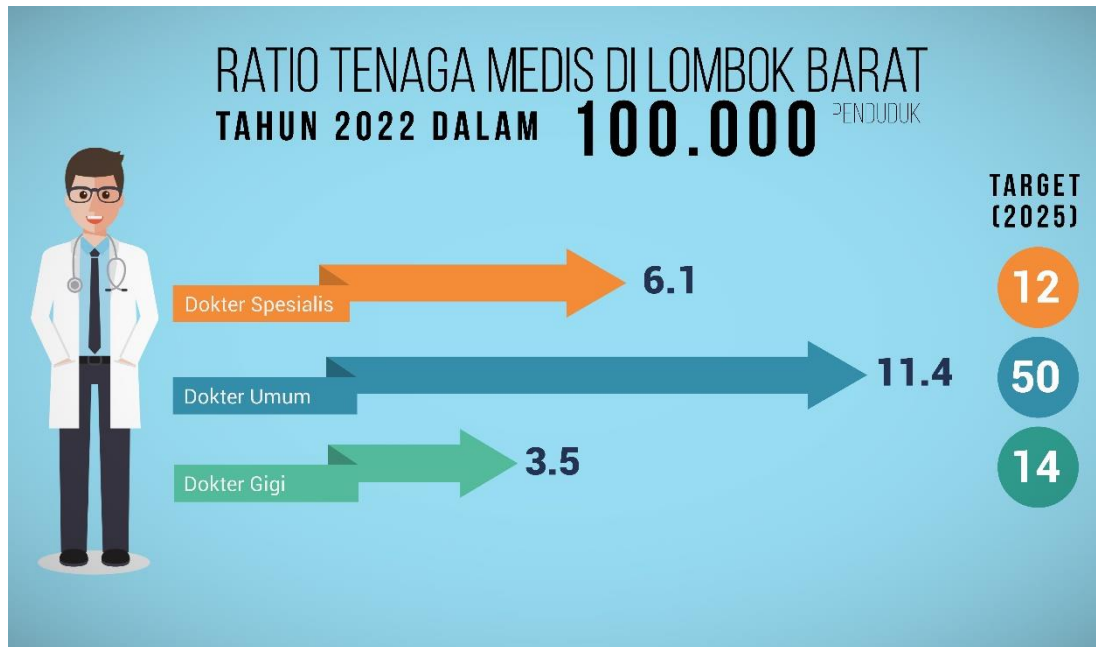 RATIO TENAGA MEDIS DI LOMBOK BARAT
TAHUN 2022 DALAM 100.000 PENDUDUK
TARGET
(2025)
Dokter Spesialis 6.1 12
Dokter Umum 11.4 50
Dokter Gigi 3.5 14